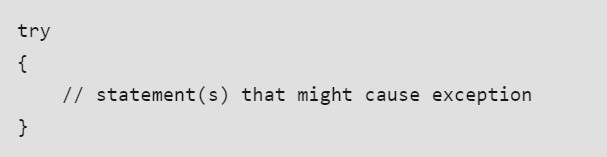 try
{
    // statement(s) that might cause exception
}